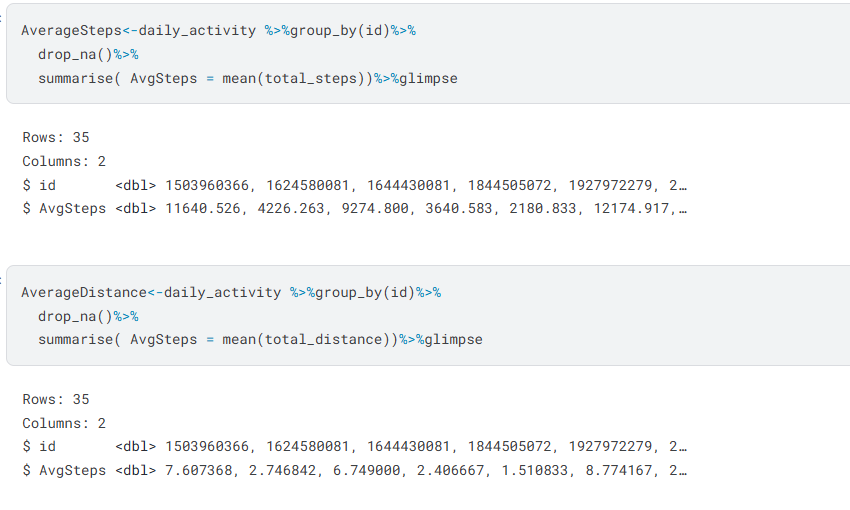 AverageSteps<-daily_activity %>%group_by(id)%>%
drop_na()%>%
summarise( AvgSteps = mean(total_steps))%>%glimpse
Rows: 35
Columns: 2
$ id       <dbl> 1503960366, 1624580081, 1644430081, 1844505072, 1927972279, 2…
$ AvgSteps <dbl> 11640.526, 4226.263, 9274.800, 3640.583, 2180.833, 12174.917,…
AverageDistance<-daily_activity %>%group_by(id)%>%
drop_na()%>%
summarise( AvgSteps = mean(total_distance))%>%glimpse
Rows: 35
Columns: 2
$ id       <dbl> 1503960366, 1624580081, 1644430081, 1844505072, 1927972279, 2…
$ AvgSteps <dbl> 7.607368, 2.746842, 6.749000, 2.406667, 1.510833, 8.774167, 2…